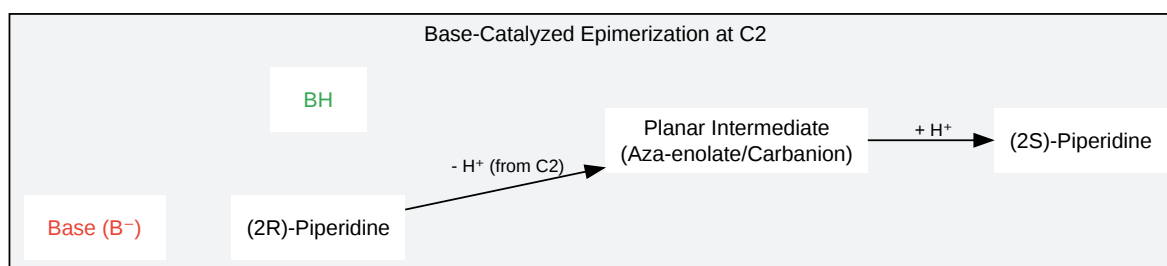 Base-Catalyzed Epimerization at C2
BH
Planar Intermediate
(Aza-enolate/Carbanion)
+ H⁺
(2S)-Piperidine
- H⁺ (from C2)
Base (B⁻)
(2R)-Piperidine